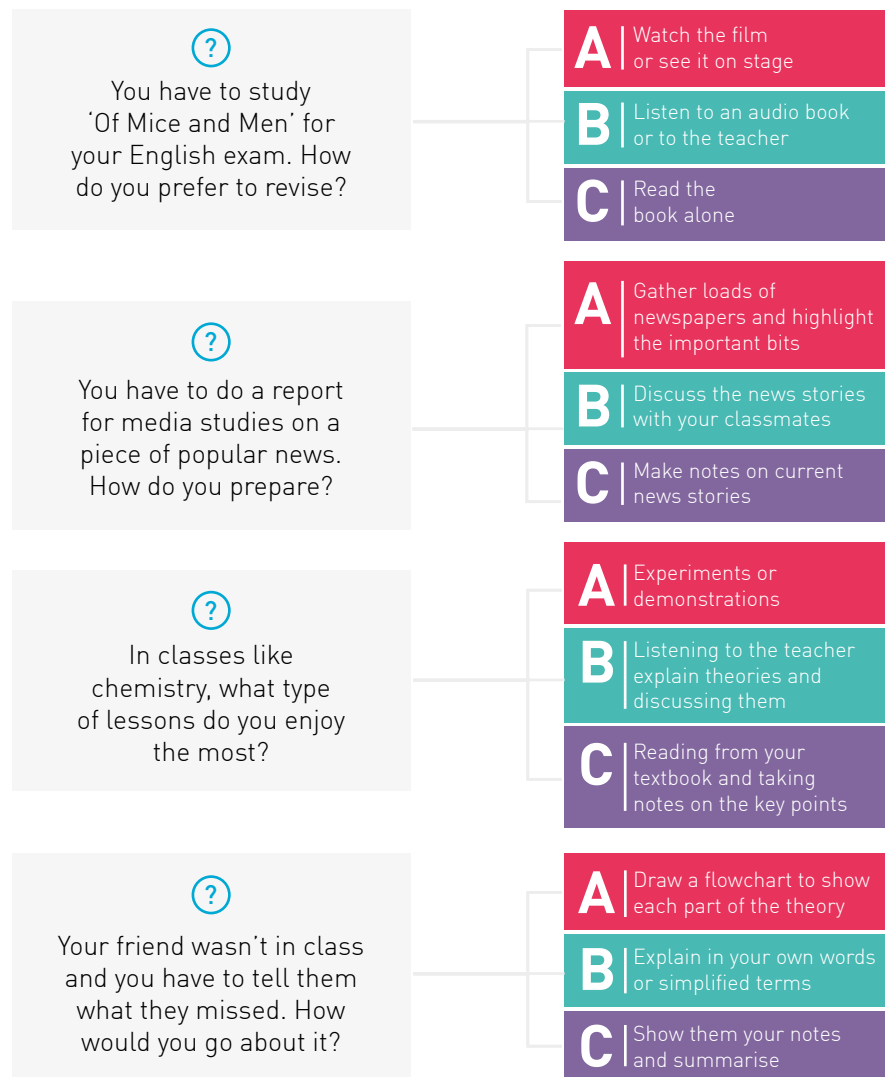 ?
You have to study
‘Of Mice and Men’ for
your English exam. How
do you prefer to revise?
A
Watch the film
or see it on stage
B
Listen to an audio book
or to the teacher
C
Read the
book alone
?
You have to do a report
for media studies on a
piece of popular news.
How do you prepare?
A
Gather loads of
newspapers and highlight
the important bits
B
Discuss the news stories
with your classmates
C
Make notes on current
news stories
?
In classes like
chemistry, what type
of lessons do you enjoy
the most?
A
Experiments or
demonstrations
B
Listening to the teacher
explain theories and
discussing them
C
Reading from your
textbook and taking
notes on the key points
?
Your friend wasn’t in class
and you have to tell them
what they missed. How
would you go about it?
A
Draw a flowchart to show
each part of the theory
B
Explain in your own words
or simplified terms
C
Show them your notes
and summarise